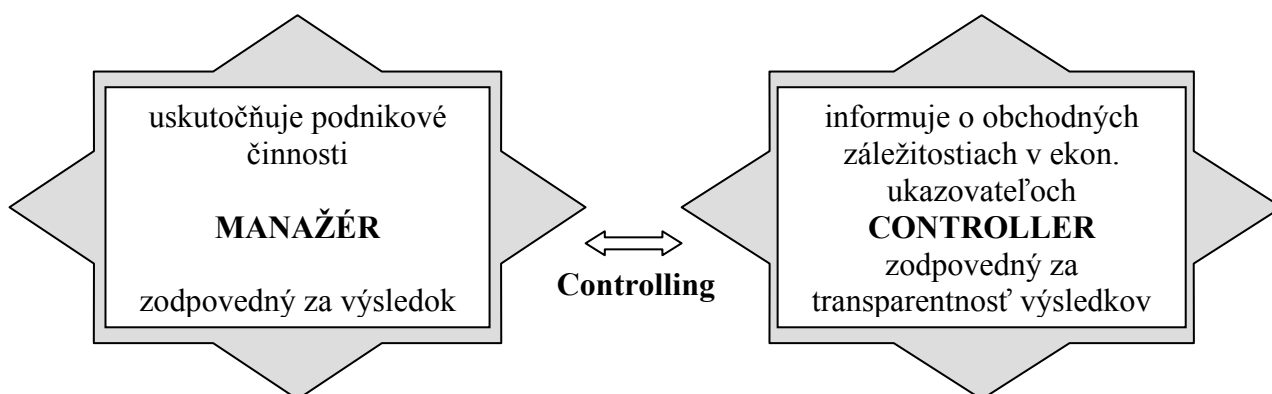 uskutočňuje podnikové
činnosti
MANAŽÉR
zodpovedný za výsledok
Controlling
informuje o obchodných
záležitostiach v ekon.
ukazovateľoch
CONTROLLER
zodpovedný za
transparentnosť výsledkov